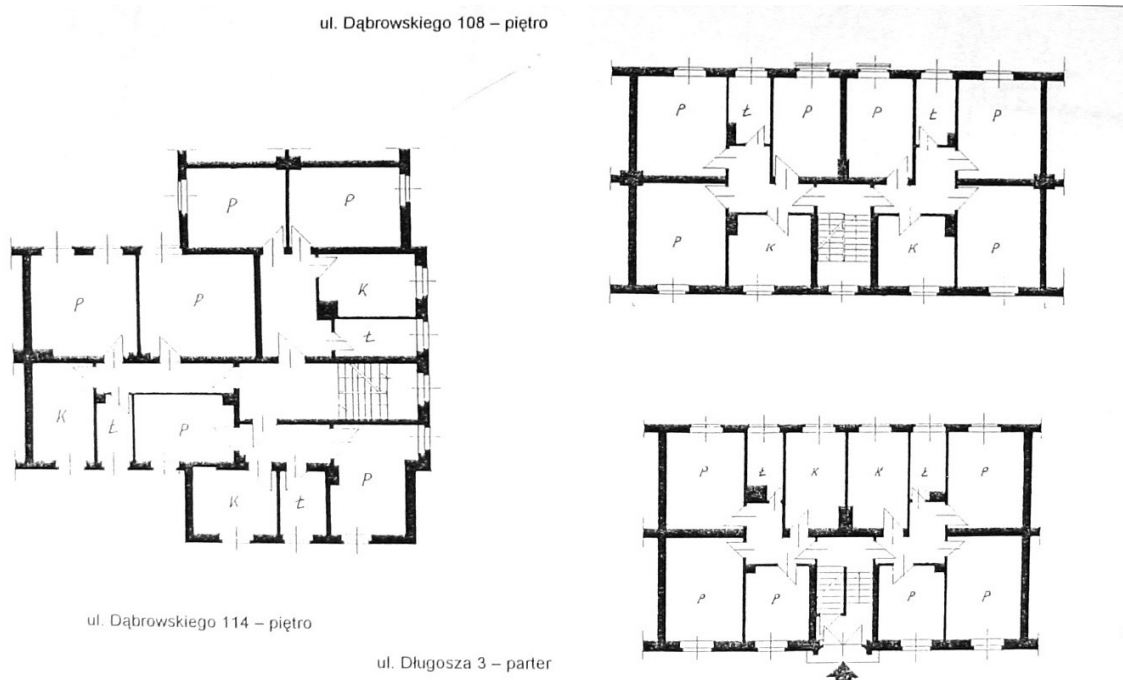 ul. Dąbrowskiego 108 – piętro
P Ł P P Ł P
P P
P K K P
P P K Ł
K Ł P
K Ł P
P Ł K K Ł P
P P P P
ul. Dąbrowskiego 114 – piętro
ul. Długosza 3 – parter